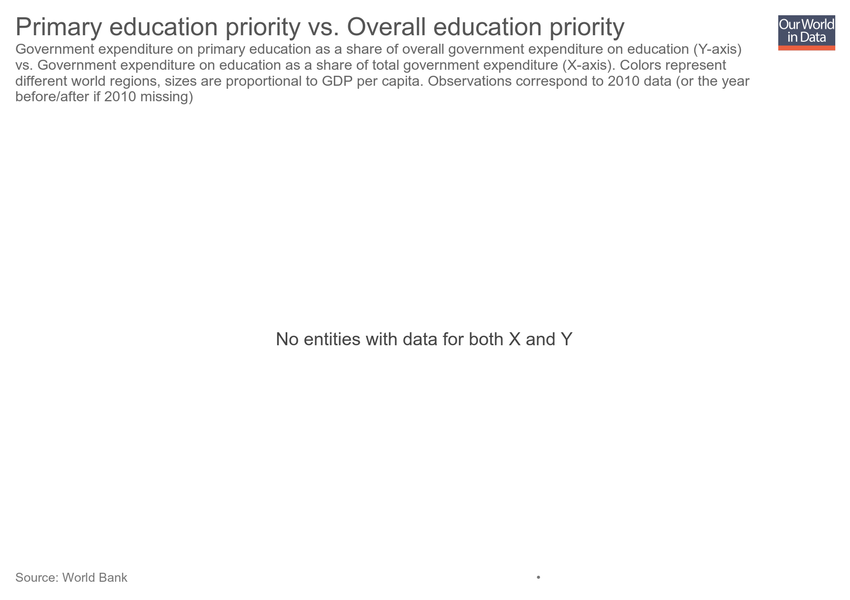 Primary education priority vs. Overall education priority
Our World
in Data
Government expenditure on primary education as a share of overall government expenditure on education (Y-axis)
vs. Government expenditure on education as a share of total government expenditure (X-axis). Colors represent
different world regions, sizes are proportional to GDP per capita. Observations correspond to 2010 data (or the year
before/after if 2010 missing)
No entities with data for both X and Y
Source: World Bank
•